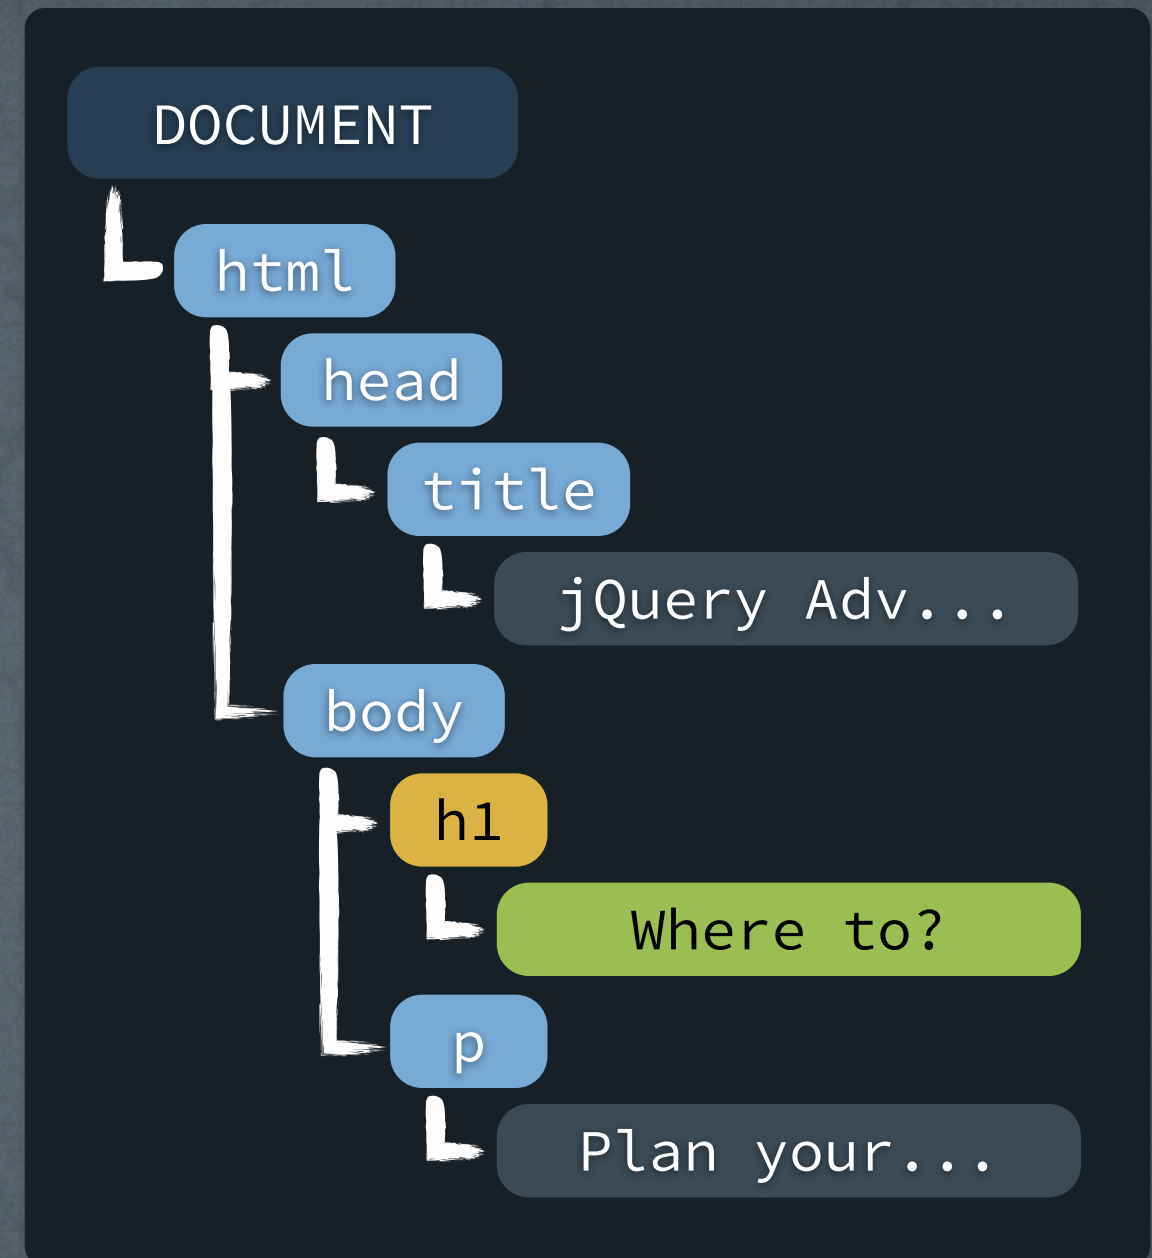 DOCUMENT
html
head
title
jQuery Adv...
body
h1
Where to?
p
Plan your...